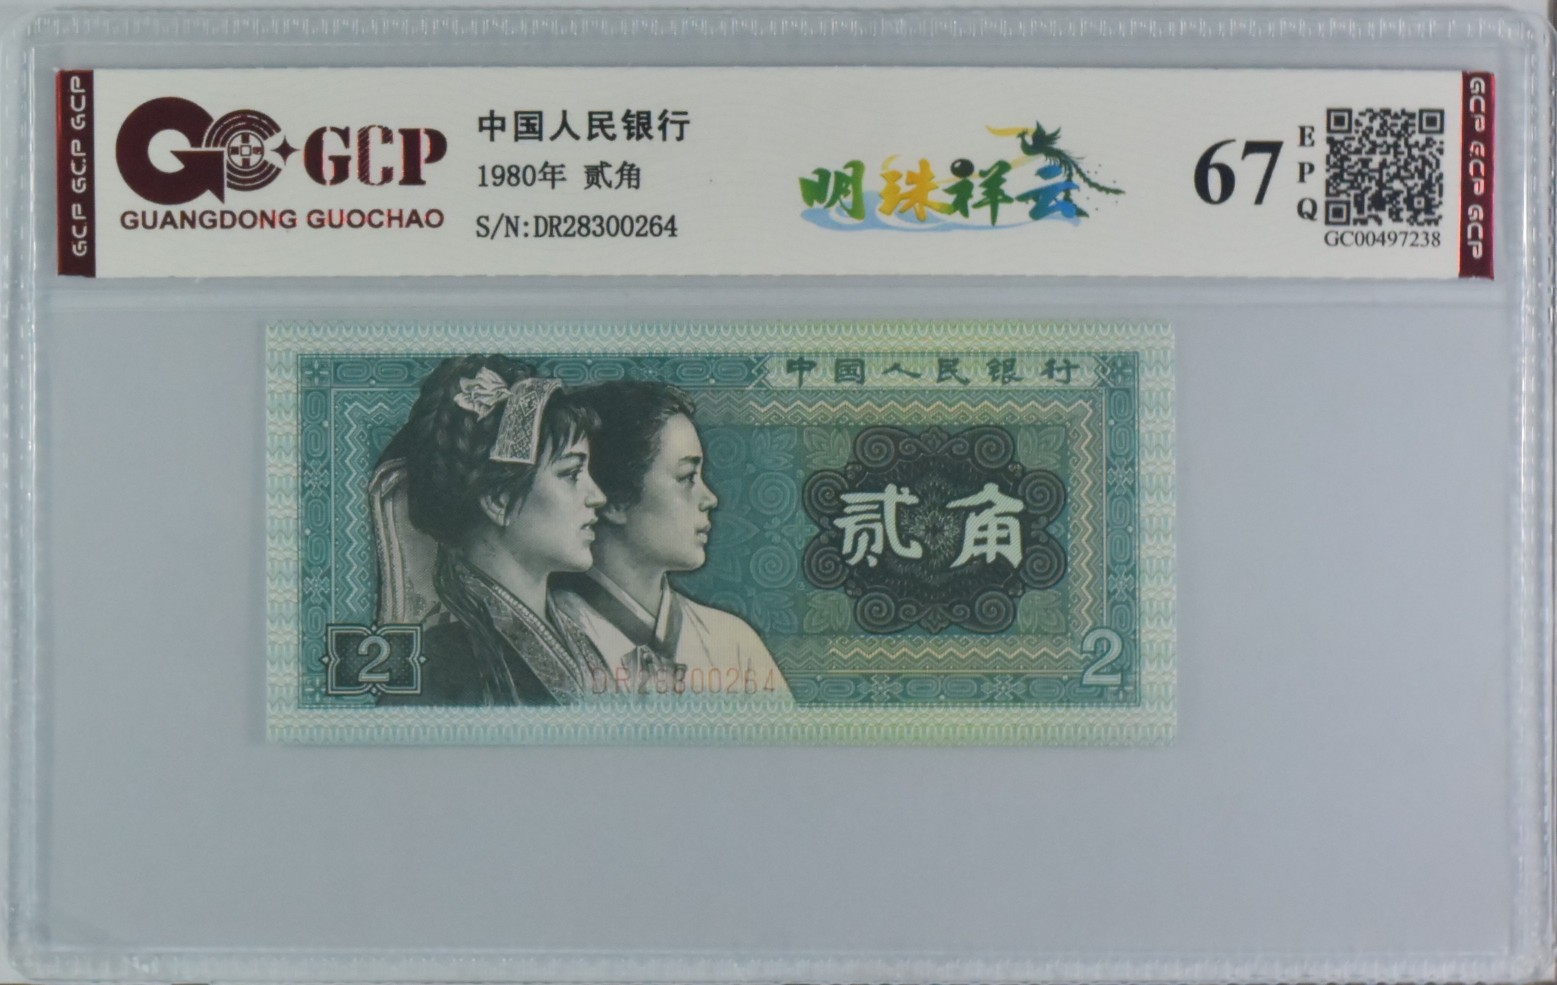 GCP GCP GCP
GCP
GUANGDONG GUOCHAO
中国人民银行
1980年 贰角
S/N:DR28300264
明珠祥云
67
EPQ
GC00497238
GCP GCP GCP
中国人民银行
贰角
2
2
DR28300264